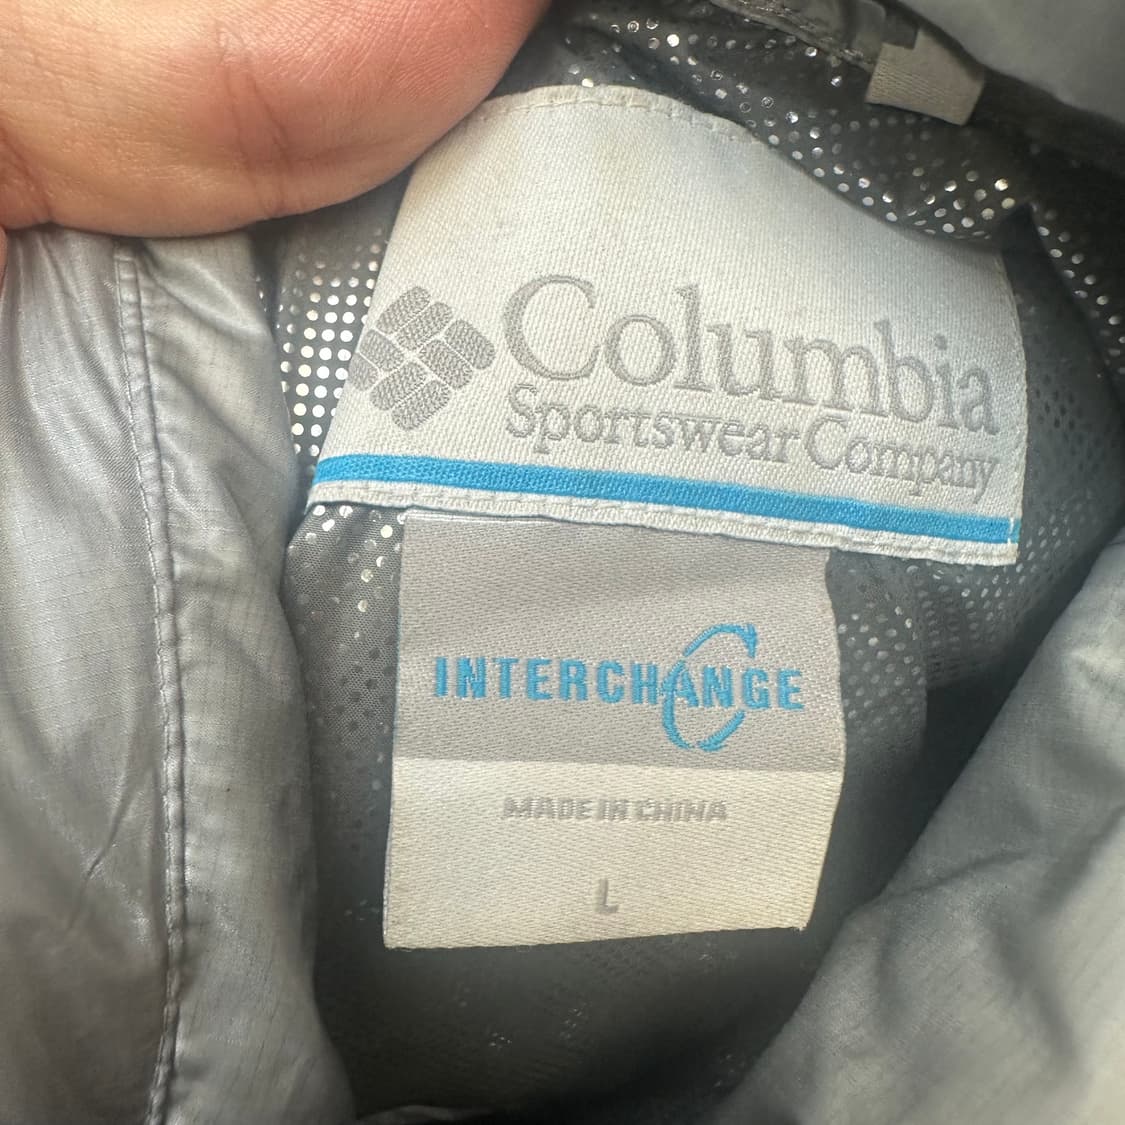 Columbia
Sportswear Company
INTERCHANGE
MADE IN CHINA
L